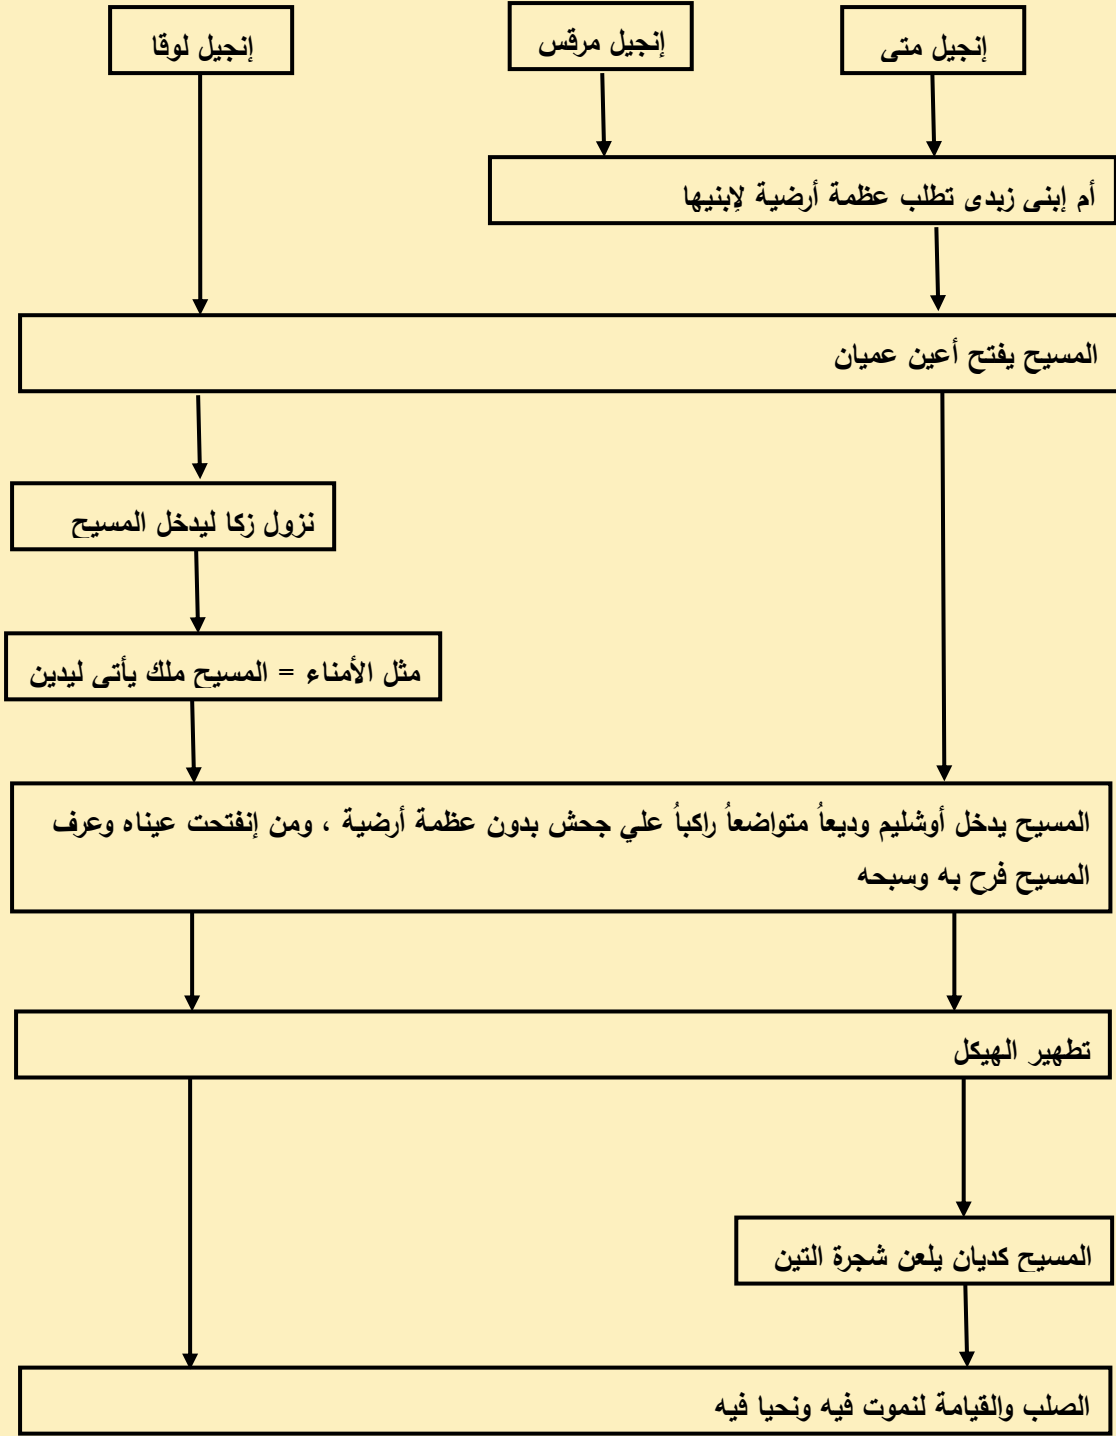 إنجيل متى
إنجيل مرقس
إنجيل لوقا
أم إبنى زبدى تطلب عظمة أرضية لإبنيها
المسيح يفتح أعين عميان
نزول زكا ليدخل المسيح
مثل الأمناء = المسيح ملك يأتى ليدين
المسيح يدخل أوشليم وديعاُ متواضعاُ راكباُ علي جحش بدون عظمة أرضية ، ومن إنفتحت عيناه وعرف
المسيح فرح به وسبحه
تطهير الهيكل
المسيح كديان يلعن شجرة التين
الصلب والقيامة لنموت فيه ونحيا فيه